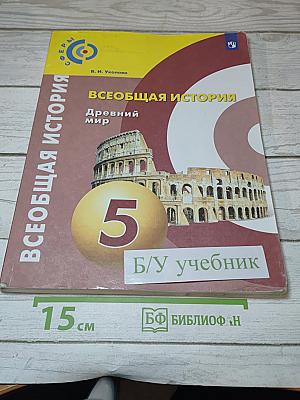 СФЕРЫ
В. И. Уколова
ВСЕОБЩАЯ ИСТОРИЯ
Древний
мир
ВСЕОБЩАЯ ИСТОРИЯ
5
Б/У учебник
15 см
БФ БИБЛИОФ
Н